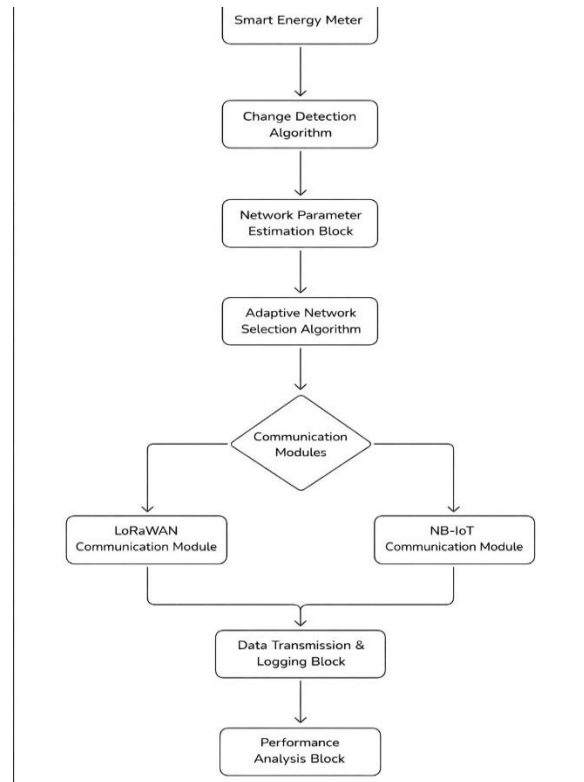 Smart Energy Meter
Change Detection
Algorithm
Network Parameter
Estimation Block
Adaptive Network
Selection Algorithm
Communication
Modules
LoRaWAN
Communication Module
NB-IoT
Communication Module
Data Transmission &
Logging Block
Performance
Analysis Block